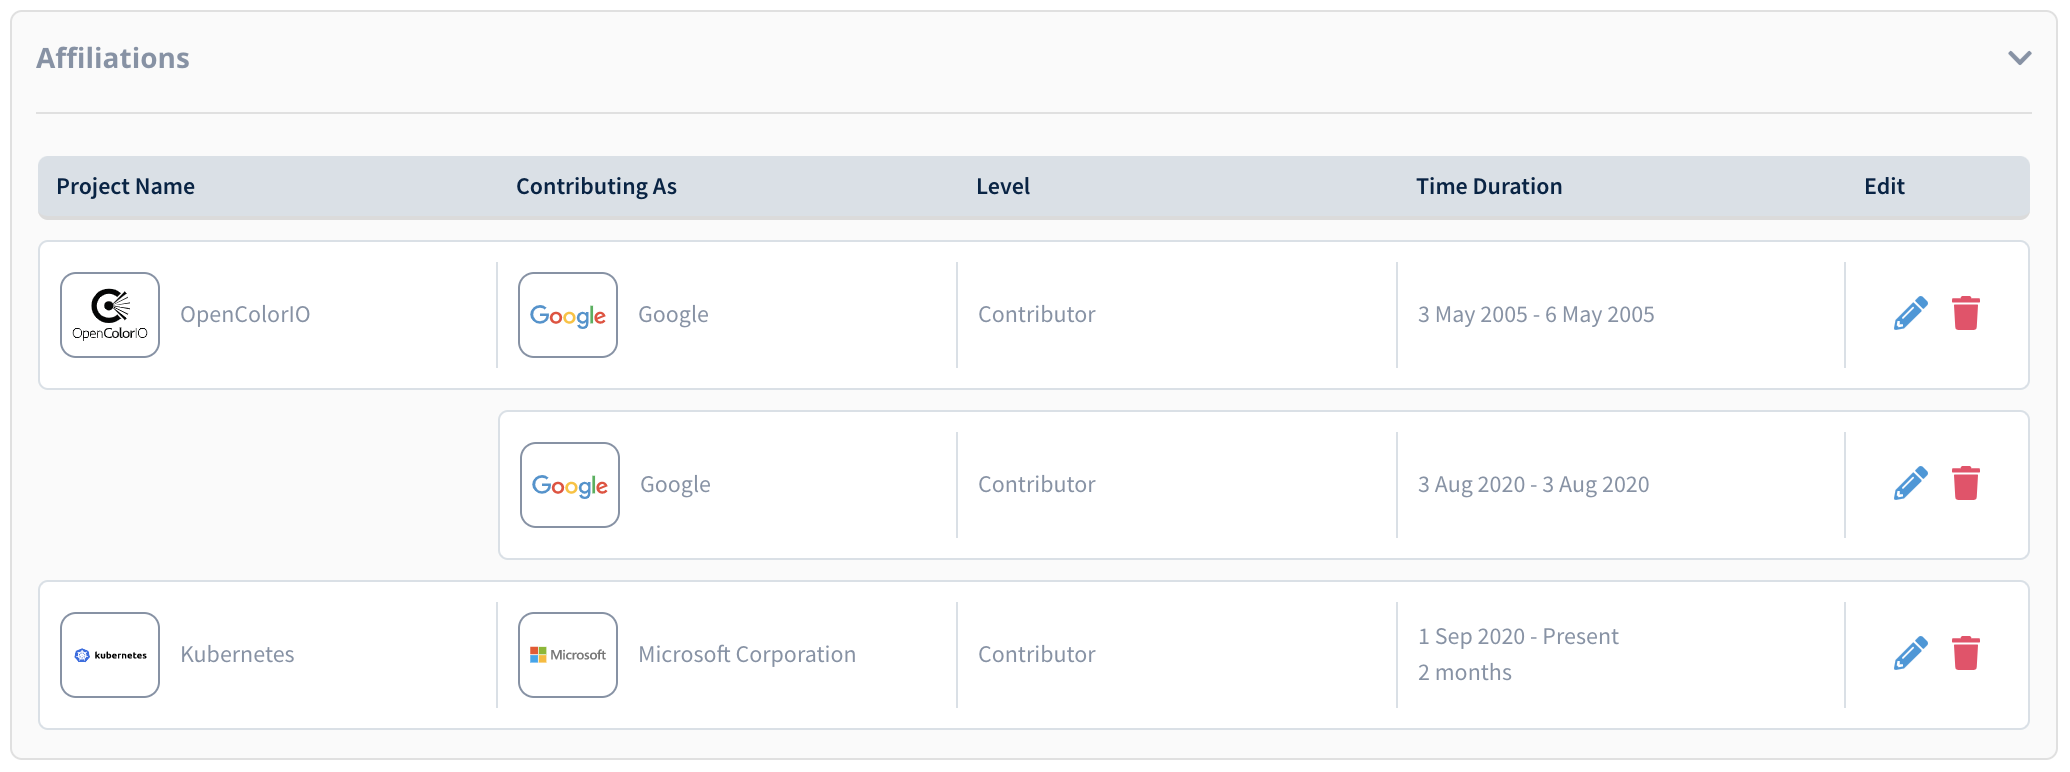 Affiliations
Project Name Contributing As Level Time Duration Edit
OpenColorIO OpenColorIO Google Google Contributor 3 May 2005 - 6 May 2005
Google Google Contributor 3 Aug 2020 - 3 Aug 2020
kubernetes Kubernetes Microsoft Microsoft Corporation Contributor 1 Sep 2020 - Present
2 months